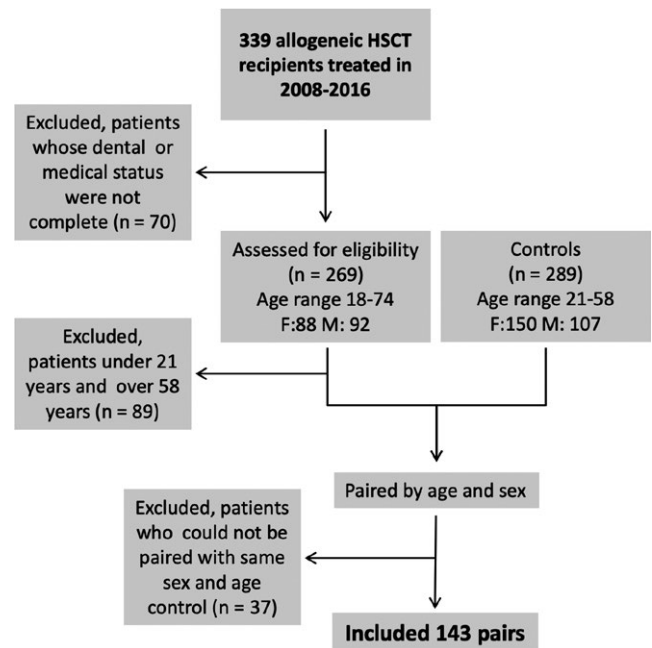 339 allogeneic HSCT
recipients treated in
2008-2016
Excluded, patients
whose dental or
medical status
were not
complete (n = 70)
Assessed for eligibility
(n = 269)
Age range 18-74
F:88 M: 92
Controls
(n = 289)
Age range 21-58
F:150 M: 107
Excluded,
patients under 21
years and over 58
years (n = 89)
Paired by age and sex
Excluded, patients
who could not be
paired with same
sex and age
control (n = 37)
Included 143 pairs